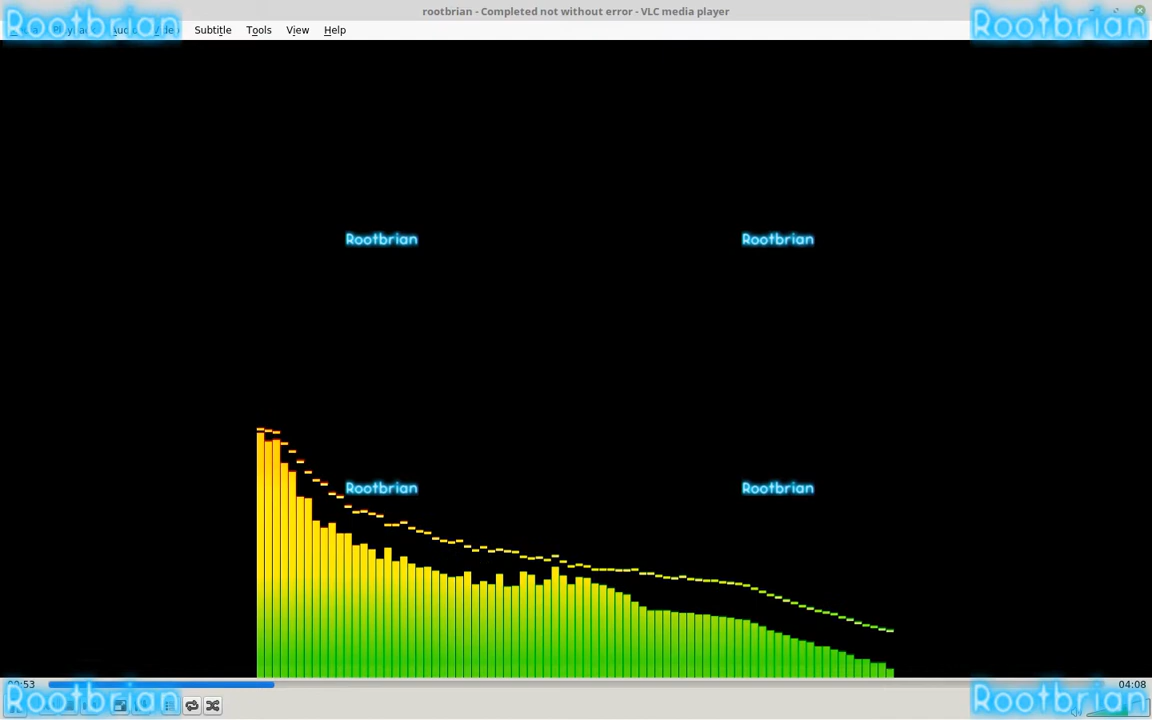 rootbrian - Completed not without error - VLC media player
Rootbrian Rootbrian
Subtitle Tools View Help
Rootbrian Rootbrian
Rootbrian Rootbrian
04:08
Rootbrian Rootbrian